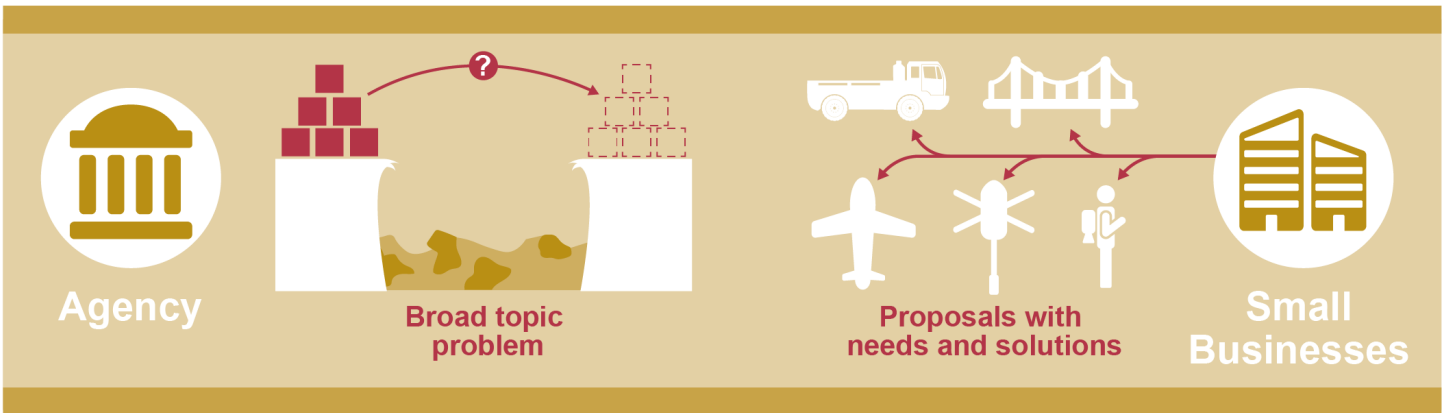 ?
Agency
Broad topic
problem
Proposals with
needs and solutions
Small
Businesses